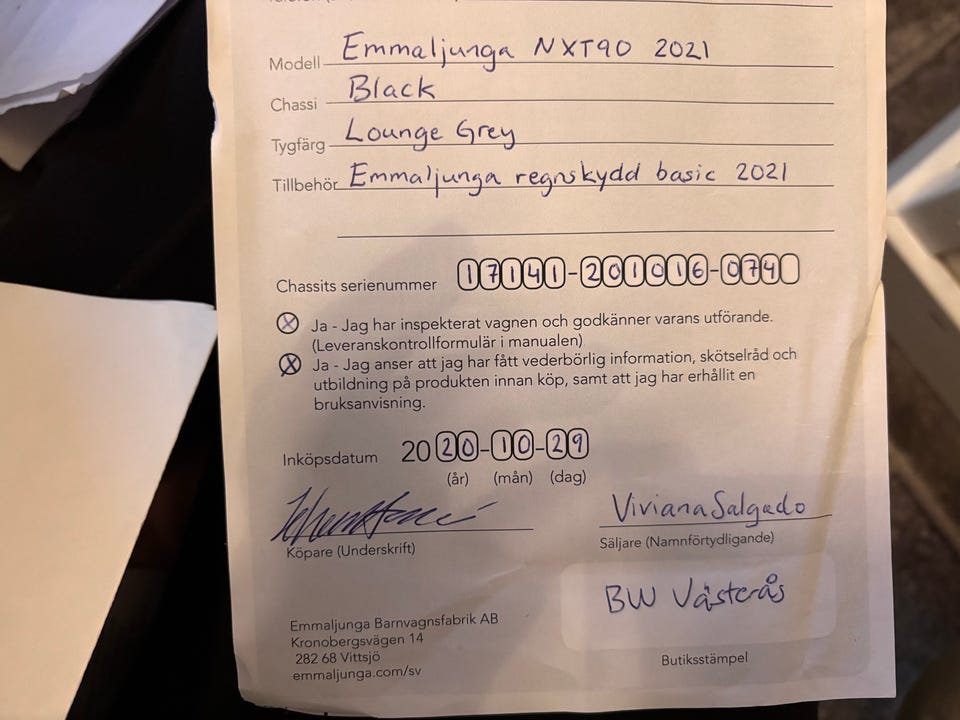 Modell Emmaljunga NXT90 2021
Chassi Black
Tygfärg Lounge Grey
Tillbehör Emmaljunga regnskydd basic 2021
Chassits serienummer 17141-201016-074
Ja - Jag har inspekterat vagnen och godkänner varans utförande.
(Leveranskontrollformulär i manualen)
Ja - Jag anser att jag har fått vederbörlig information, skötselråd och
utbildning på produkten innan köp, samt att jag har erhållit en
bruksanvisning.
Inköpsdatum 20 20-10-29
(år) (mån) (dag)
Viviana Salgado
Köpare (Underskrift) Säljare (Namnförtydligande)
BW Västerås
Emmaljunga Barnvagnsfabrik AB
Kronobergsvägen 14
282 68 Vittsjö
emmaljunga.com/sv
Butiksstämpel